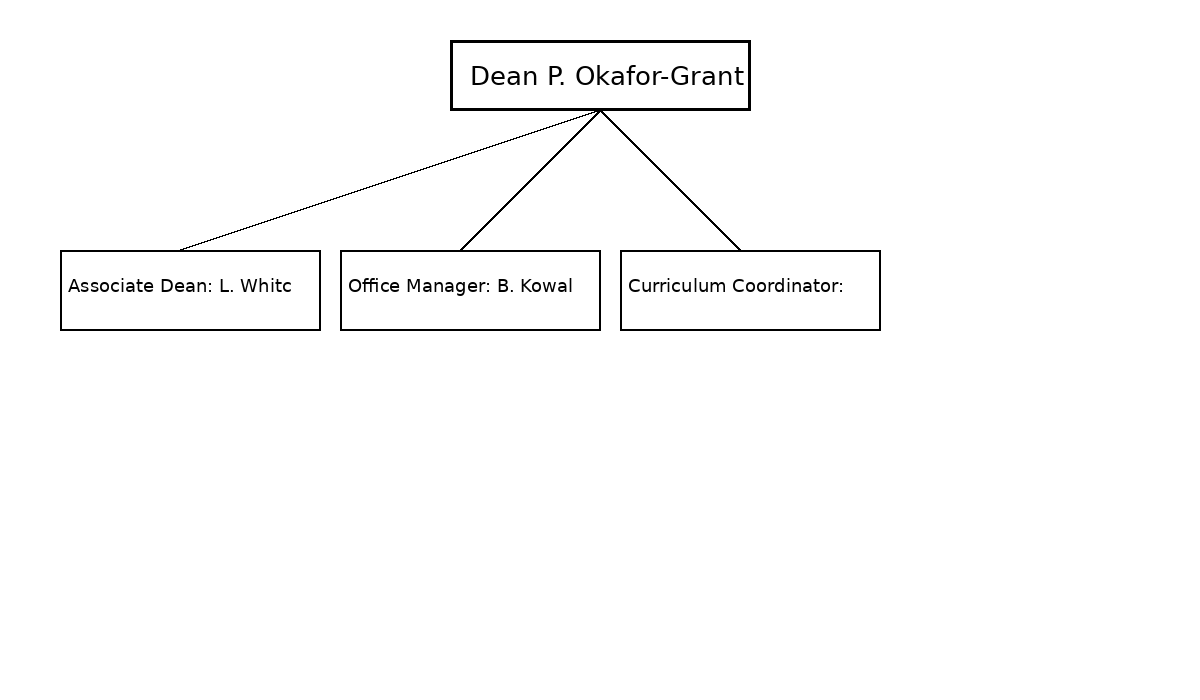 Dean P. Okafor-Grant
Associate Dean: L. Whitc
Office Manager: B. Kowal
Curriculum Coordinator: